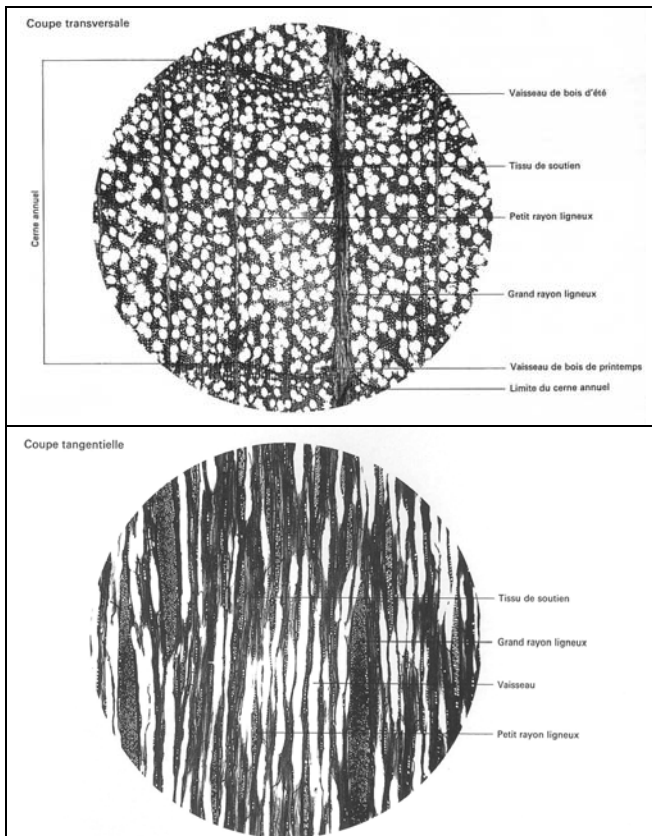 Coupe transversale
Vaisseau de bois d'été
Tissu de soutien
Petit rayon ligneux
Cerne annuel
Grand rayon ligneux
Vaisseau de bois de printemps
Limite du cerne annuel
Coupe tangentielle
Tissu de soutien
Grand rayon ligneux
Vaisseau
Petit rayon ligneux